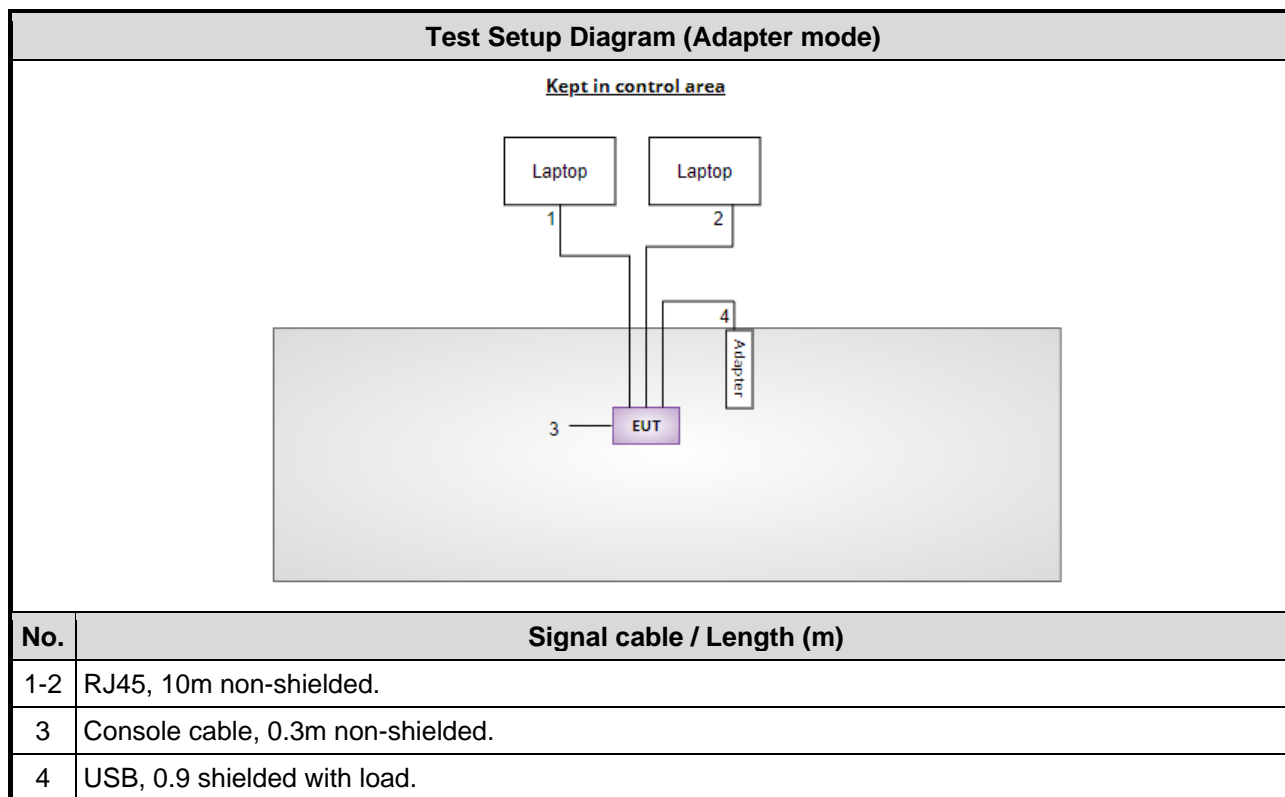 Test Setup Diagram (Adapter mode)
Kept in control area
Laptop
Laptop
1
2
4
Adapter
3
EUT
No.
Signal cable / Length (m)
1-2
RJ45, 10m non-shielded.
3
Console cable, 0.3m non-shielded.
4
USB, 0.9 shielded with load.